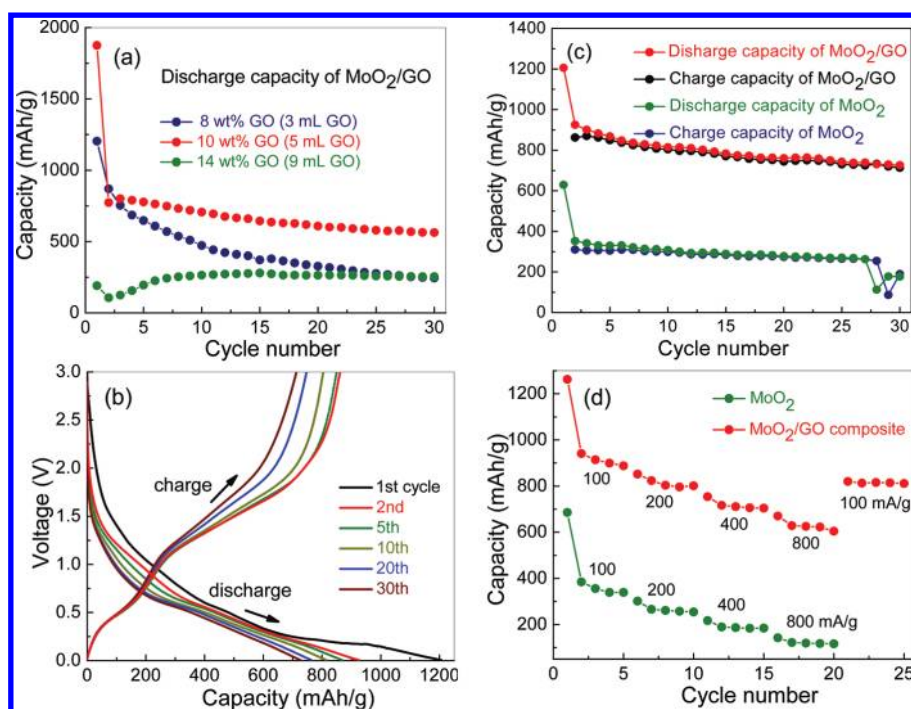 (a)
Discharge capacity of MoO₂/GO
8 wt% GO (3 mL GO)
10 wt% GO (5 mL GO)
14 wt% GO (9 mL GO)
2000
1750
1500
1250
1000
750
500
250
0
0 5 10 15 20 25 30
Capacity (mAh/g)
Cycle number
(c)
Disharge capacity of MoO₂/GO
Charge capacity of MoO₂/GO
Discharge capacity of MoO₂
Charge capacity of MoO₂
1400
1200
1000
800
600
400
200
0
0 5 10 15 20 25 30
Capacity (mAh/g)
Cycle number
(b)
charge
discharge
1st cycle
2nd
5th
10th
20th
30th
3.0
2.5
2.0
1.5
1.0
0.5
0.0
0 200 400 600 800 1000 1200
Voltage (V)
Capacity (mAh/g)
(d)
MoO₂
MoO₂/GO composite
100
200
400
800
100 mA/g
100
200
400
800 mA/g
1200
1000
800
600
400
200
0 5 10 15 20 25
Capacity (mAh/g)
Cycle number